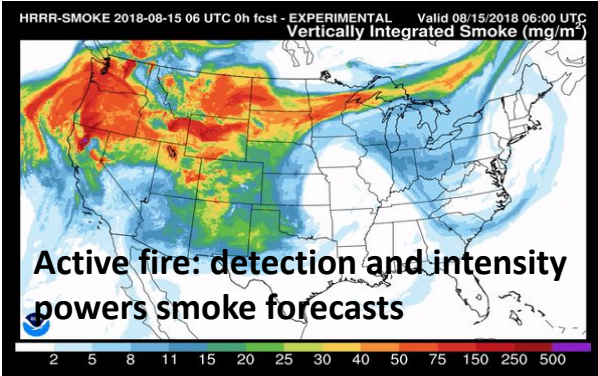 HRRR-SMOKE 2018-08-15 06 UTC 0h fcst - EXPERIMENTAL Valid 08/15/2018 06:00 UTC
Vertically Integrated Smoke (mg/m²)
Active fire: detection and intensity
powers smoke forecasts
2 5 8 11 15 20 25 30 40 50 75 150 250 500